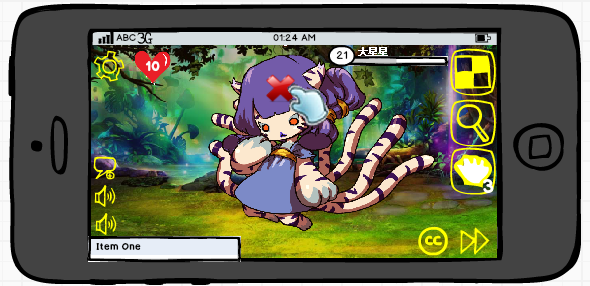 ABC 3G 01:24 AM
10
21 大星星
3
CC
Item One